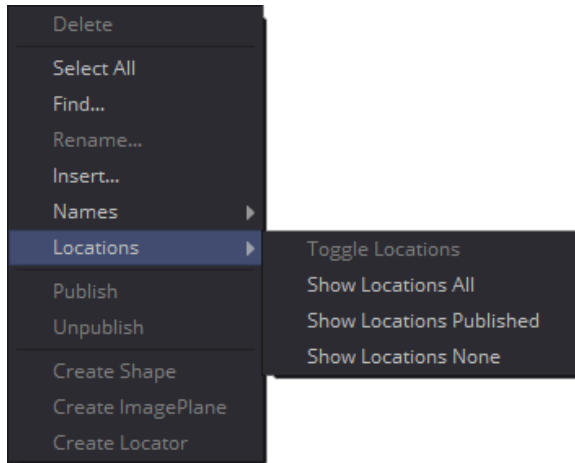 Delete
Select All
Find...
Rename...
Insert...
Names
Locations
Publish
Unpublish
Create Shape
Create ImagePlane
Create Locator
Toggle Locations
Show Locations All
Show Locations Published
Show Locations None